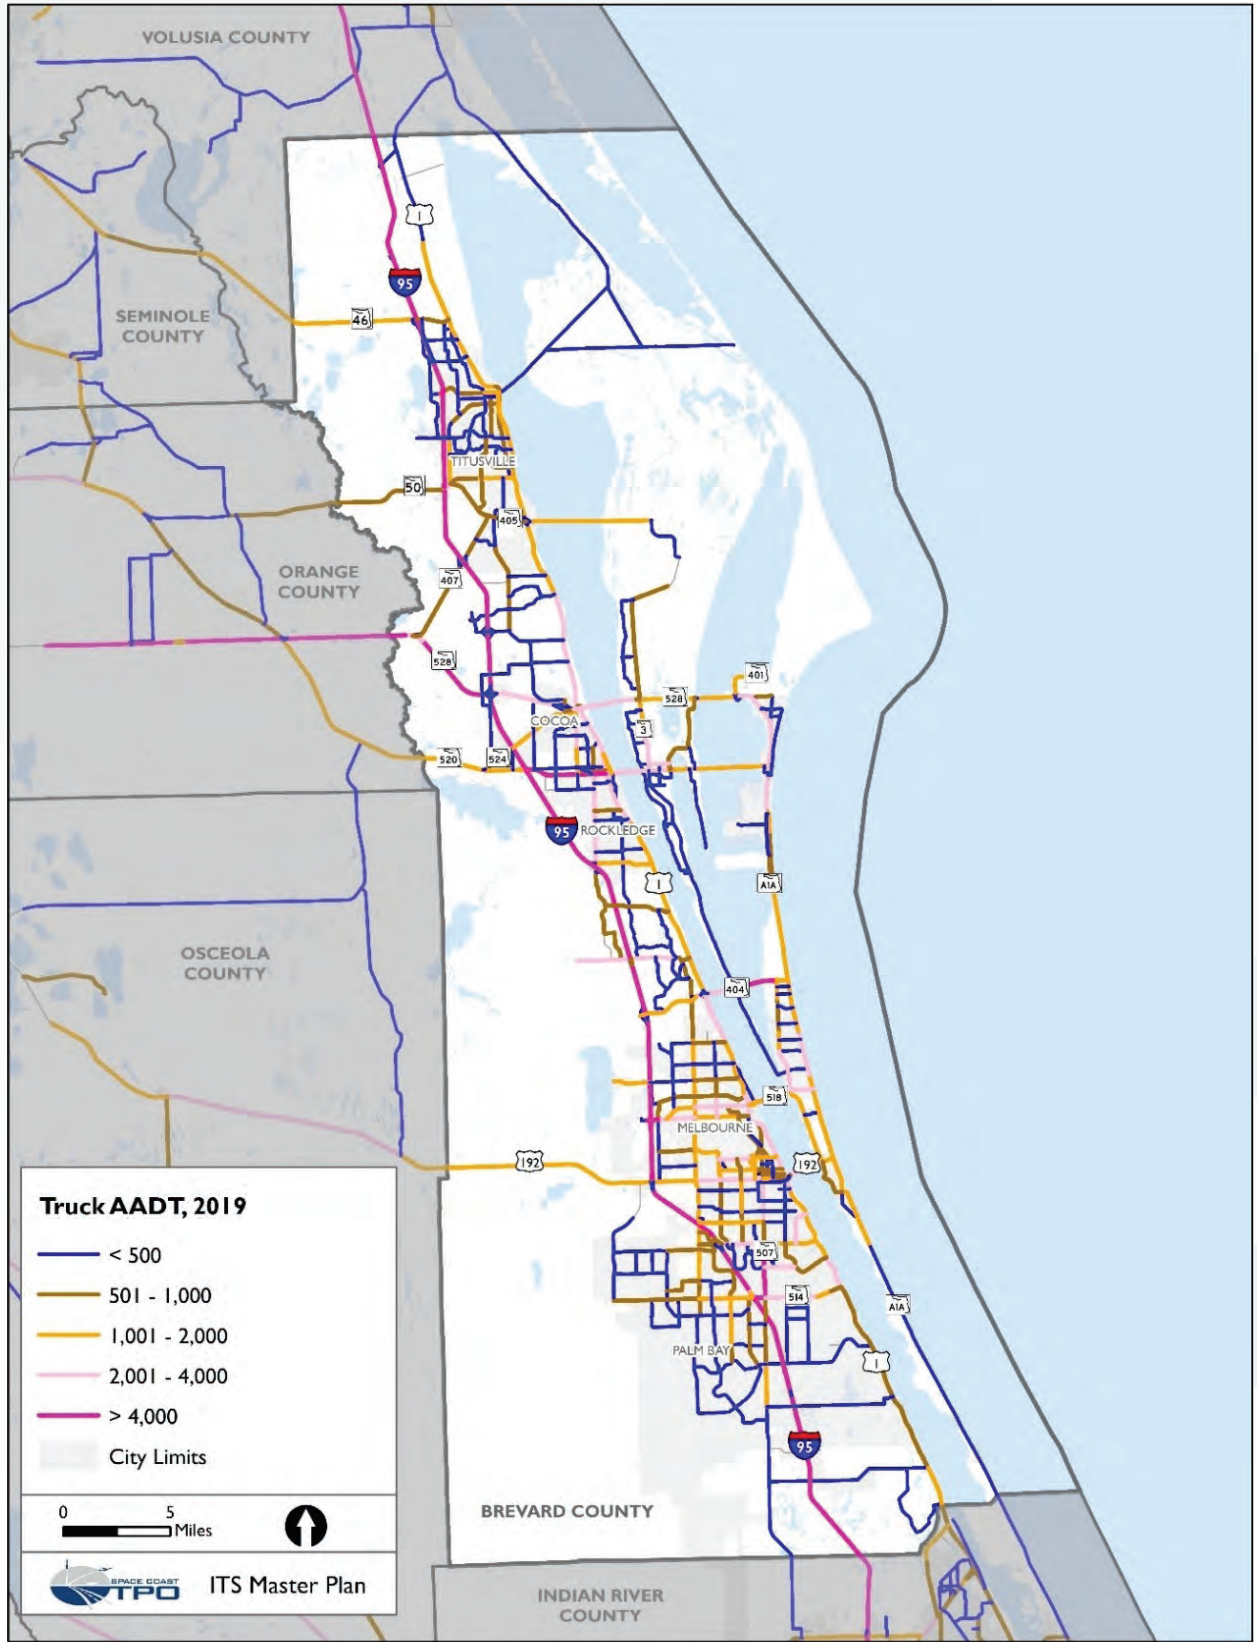 VOLUSIA COUNTY
1
95
SEMINOLE
COUNTY
46
TITUSVILLE
50
405
ORANGE
COUNTY
407
528
401
528
COCOA
3
520
524
95
ROCKLEDGE
1
A1A
OSCEOLA
COUNTY
404
518
MELBOURNE
192
192
Truck AADT, 2019
< 500
501 - 1,000
1,001 - 2,000
2,001 - 4,000
> 4,000
City Limits
507
514
A1A
PALM BAY
1
95
0 5
Miles
BREVARD COUNTY
SPACE COAST
TPO
ITS Master Plan
INDIAN RIVER
COUNTY